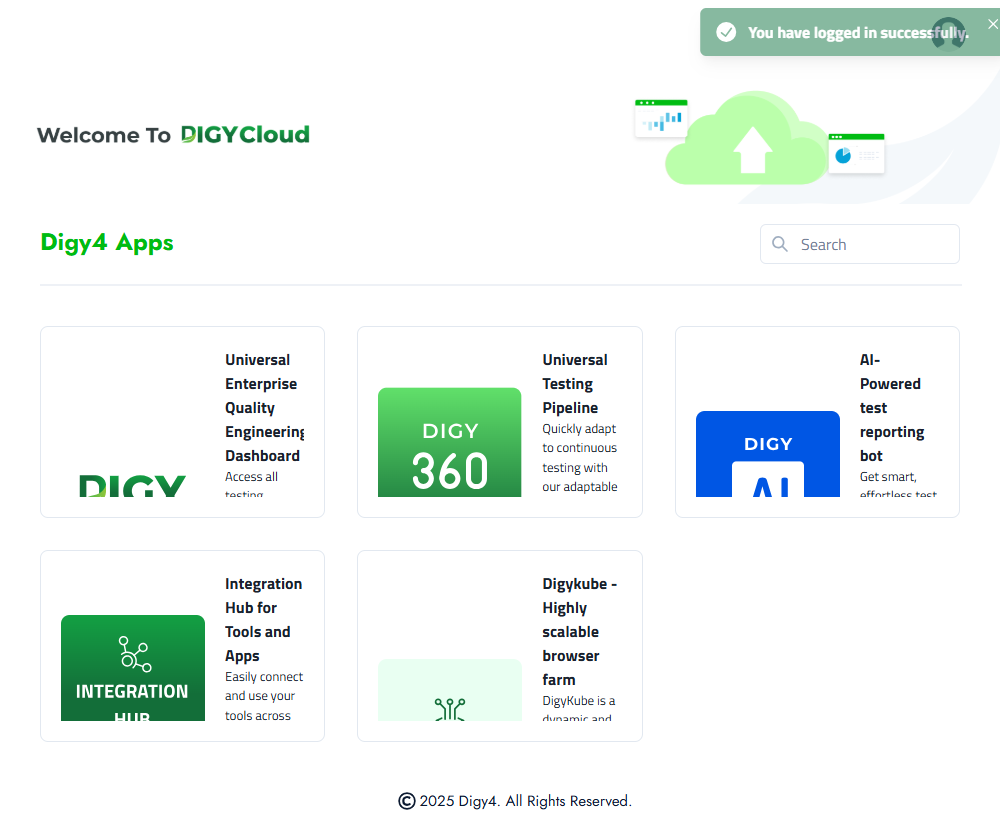 You have logged in successfully.
Welcome To DIGYCloud
Digy4 Apps
Search
DIGY
Universal
Enterprise
Quality
Engineering
Dashboard
Access all
testing
DIGY
360
Universal
Testing
Pipeline
Quickly adapt
to continuous
testing with
our adaptable
DIGY
AI
AI-
Powered
test
reporting
bot
Get smart,
effortless test
INTEGRATION
HUB
Integration
Hub for
Tools and
Apps
Easily connect
and use your
tools across
Digykube -
Highly
scalable
browser
farm
DigyKube is a
dynamic and
© 2025 Digy4. All Rights Reserved.